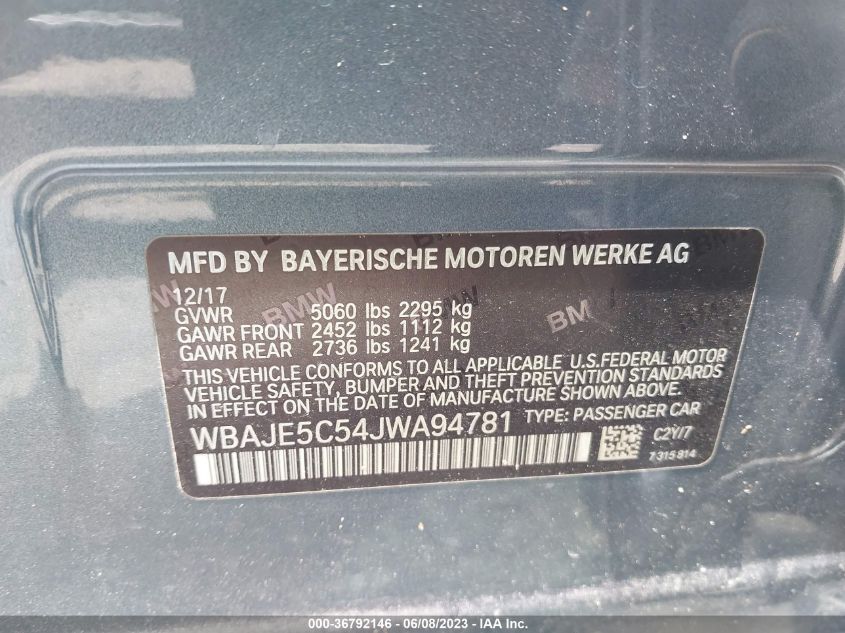 MFD BY BAYERISCHE MOTOREN WERKE AG
12/17
GVWR 5060 lbs 2295 kg
GAWR FRONT 2452 lbs 1112 kg
GAWR REAR 2736 lbs 1241 kg
THIS VEHICLE CONFORMS TO ALL APPLICABLE U.S.FEDERAL MOTOR
VEHICLE SAFETY, BUMPER AND THEFT PREVENTION STANDARDS
IN EFFECT ON THE DATE OF MANUFACTURE SHOWN ABOVE.
WBAJE5C54JWA94781 TYPE: PASSENGER CAR
C2Y/7
7315814
BMW
BM
000-36792146 - 06/08/2023 - IAA Inc.